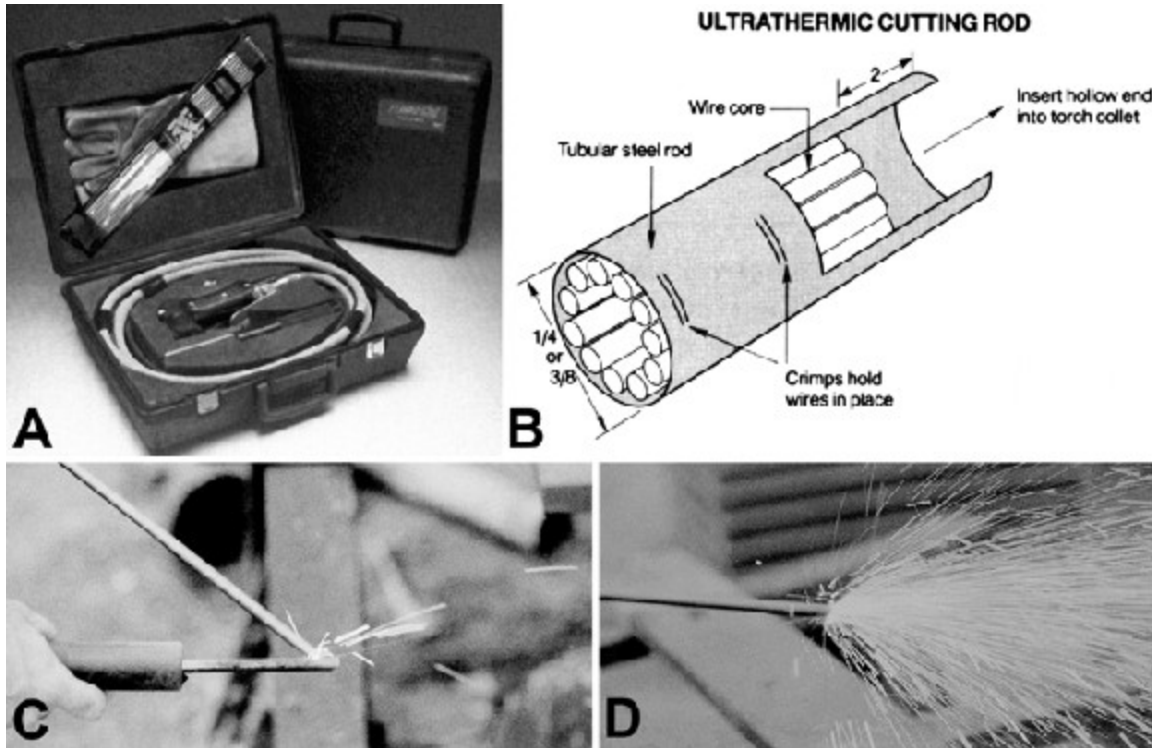 ULTRATHERMIC CUTTING ROD
2
Wire core
Insert hollow end
into torch collet
Tubular steel rod
1/4
or
3/8
Crimps hold
wires in place
A
B
C
D